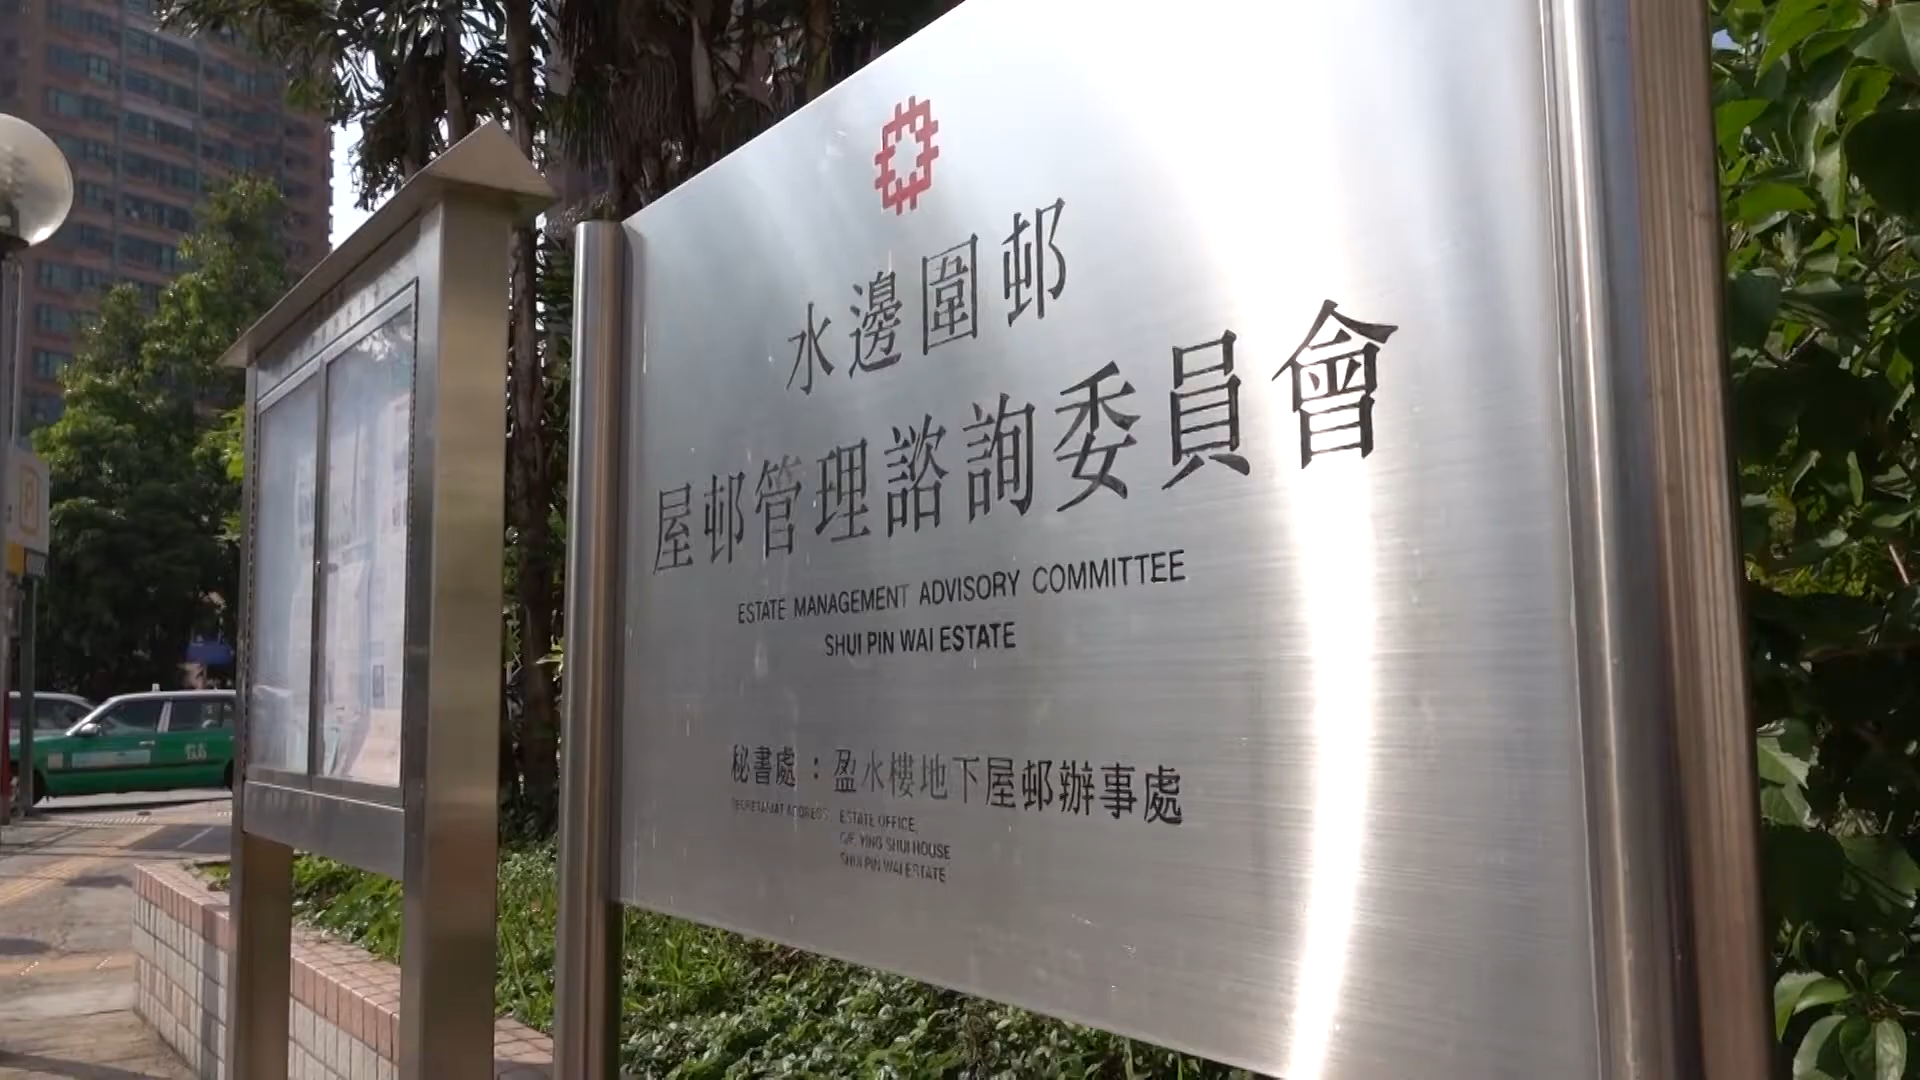 水邊圍邨
屋邨管理諮詢委員會
ESTATE MANAGEMENT ADVISORY COMMITTEE
SHUI PIN WAI ESTATE
秘書處：盈水樓地下屋邨辦事處
SECRETARIAT ADDRESS: ESTATE OFFICE,
G/F, YING SHUI HOUSE
SHUI PIN WAI ESTATE
P